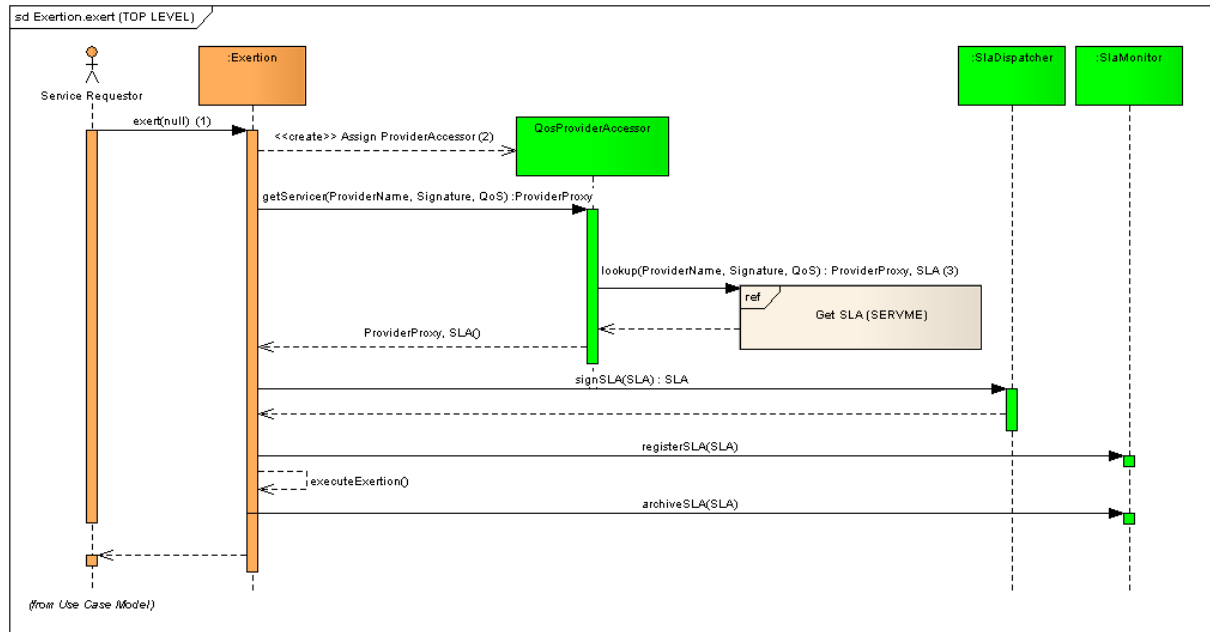 sd Exertion.exert (TOP LEVEL)
:Exertion
:SlaDispatcher
:SlaMonitor
Service Requestor
exert(null) (1)
<<create>> Assign ProviderAccessor (2)
QosProviderAccessor
getServicer(ProviderName, Signature, QoS) :ProviderProxy
lookup(ProviderName, Signature, QoS) : ProviderProxy, SLA (3)
ref
Get SLA (SERVME)
ProviderProxy, SLA()
signSLA(SLA) : SLA
registerSLA(SLA)
executeExertion()
archiveSLA(SLA)
(from Use Case Model)